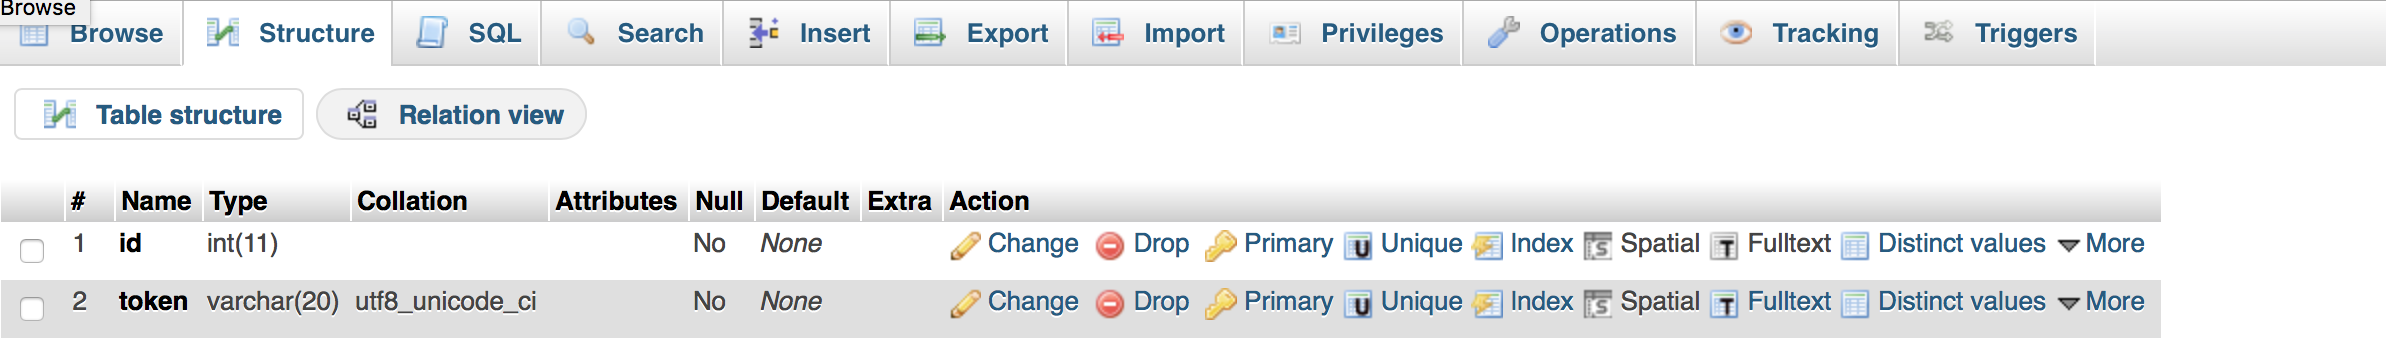 Browse
Browse Structure SQL Search Insert Export Import Privileges Operations Tracking Triggers
Table structure Relation view
# Name Type Collation Attributes Null Default Extra Action
1 id int(11) No None Change Drop Primary Unique Index Spatial Fulltext Distinct values More
2 token varchar(20) utf8_unicode_ci No None Change Drop Primary Unique Index Spatial Fulltext Distinct values More